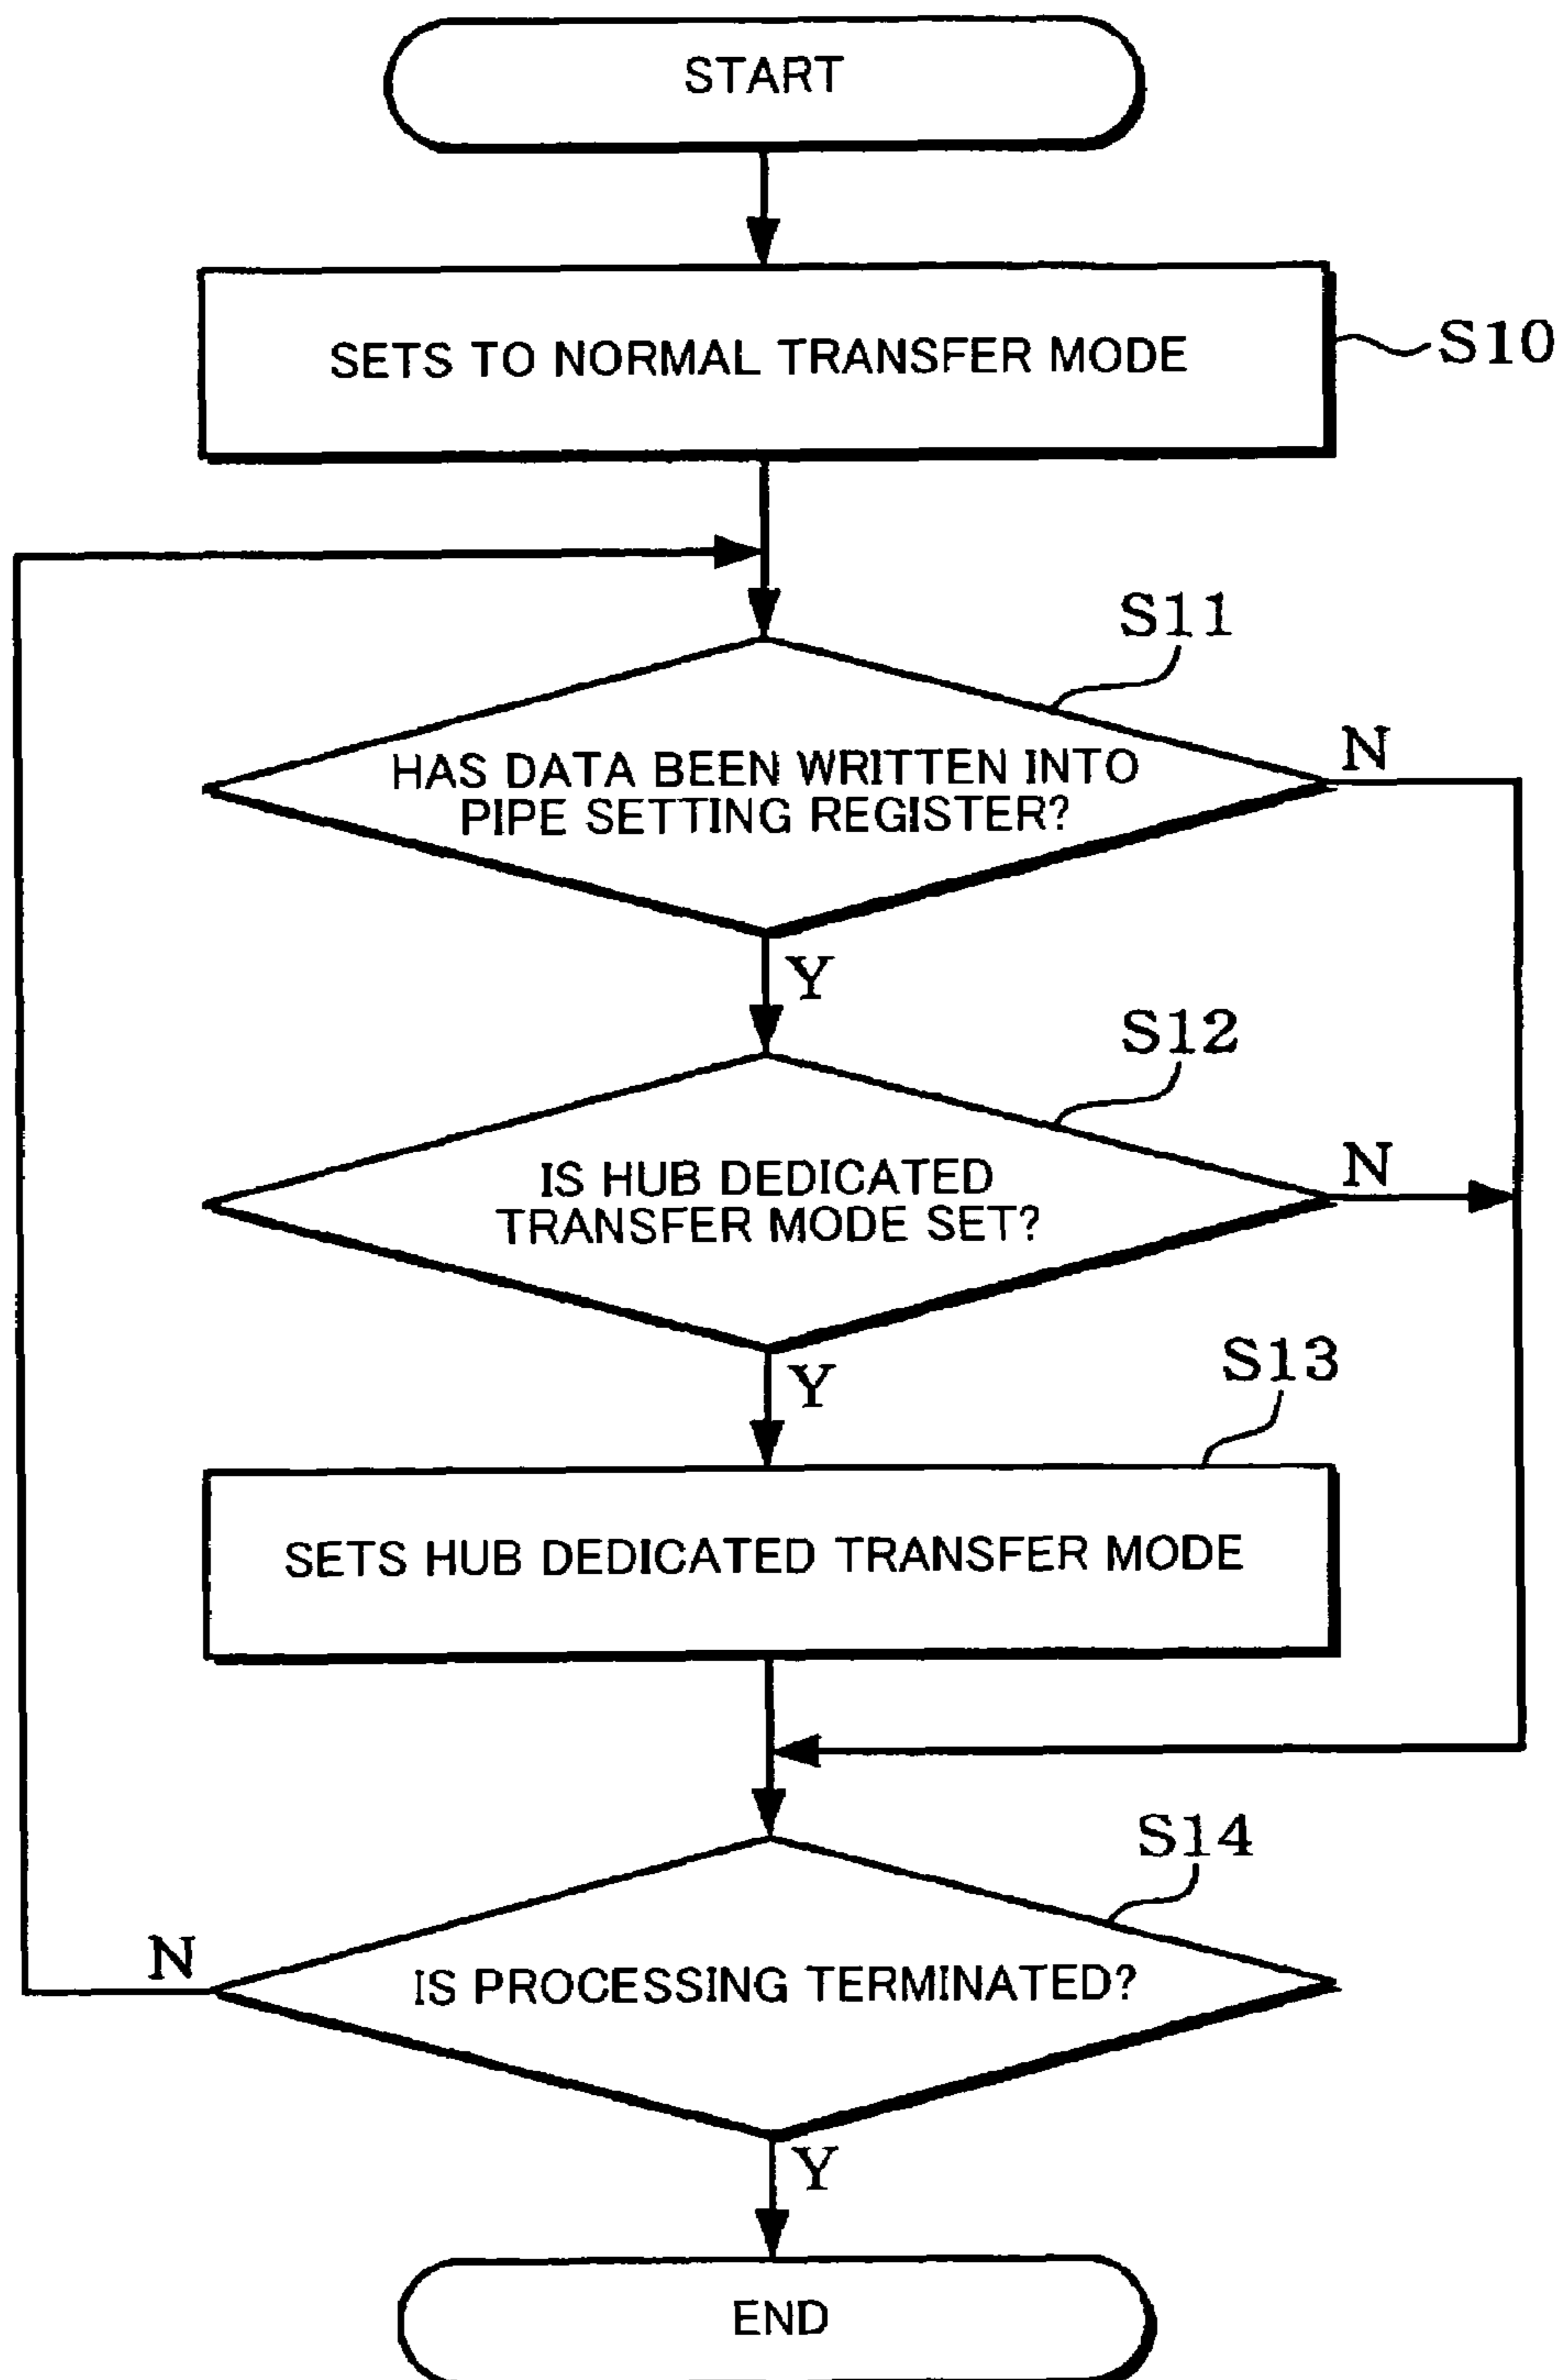 START
SETS TO NORMAL TRANSFER MODE
S10
S11
HAS DATA BEEN WRITTEN INTO
PIPE SETTING REGISTER?
N
Y
S12
IS HUB DEDICATED
TRANSFER MODE SET?
N
Y
S13
SETS HUB DEDICATED TRANSFER MODE
S14
IS PROCESSING TERMINATED?
N
Y
END